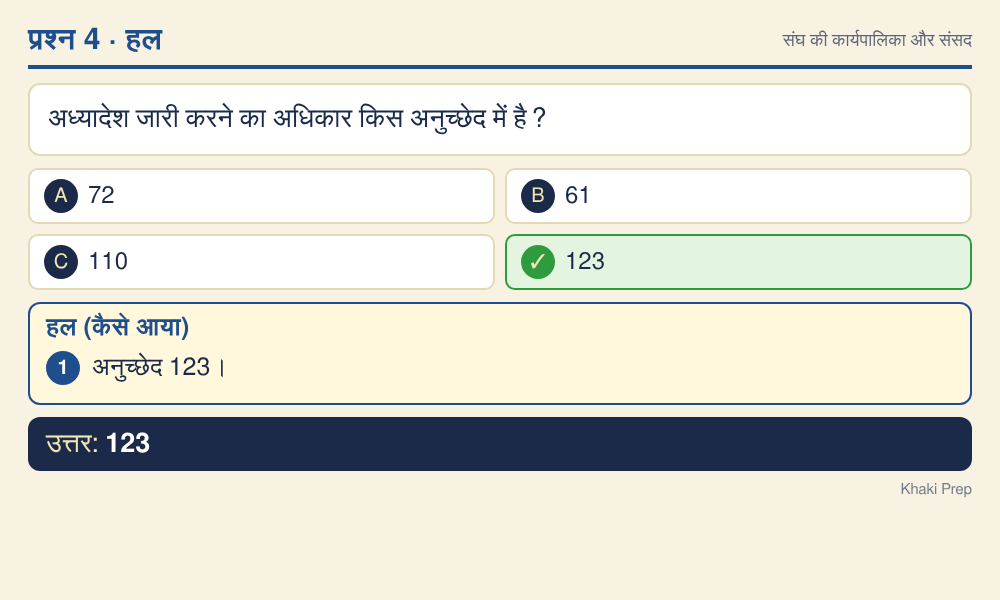 प्रश्न 4 · हल
संघ की कार्यपालिका और संसद
अध्यादेश जारी करने का अधिकार किस अनुच्छेद में है ?
A 72
B 61
C 110
✓ 123
हल (कैसे आया)
1 अनुच्छेद 123।
उत्तर: 123
Khaki Prep